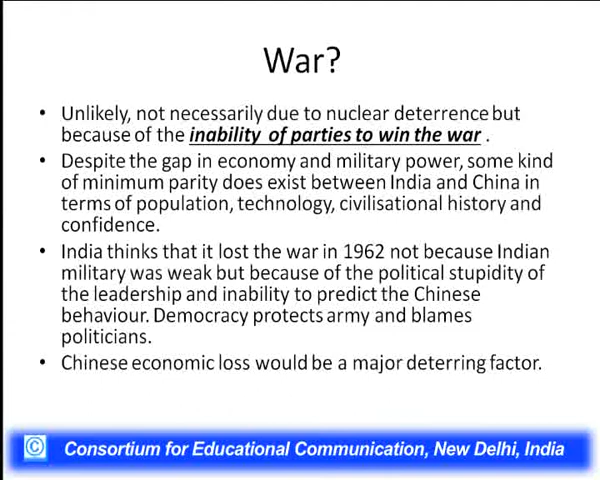 War?
• Unlikely, not necessarily due to nuclear deterrence but
because of the inability of parties to win the war .
• Despite the gap in economy and military power, some kind
of minimum parity does exist between India and China in
terms of population, technology, civilisational history and
confidence.
• India thinks that it lost the war in 1962 not because Indian
military was weak but because of the political stupidity of
the leadership and inability to predict the Chinese
behaviour. Democracy protects army and blames
politicians.
• Chinese economic loss would be a major deterring factor.
© Consortium for Educational Communication, New Delhi, India